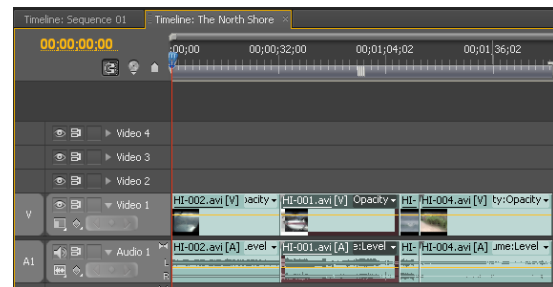 Timeline: Sequence 01 Timeline: The North Shore ×
00;00;00;00 ;00;00 00;00;32;00 00;01;04;02 00;01;36;02
Video 4
Video 3
Video 2
V Video 1 HI-002.avi [V] pacity HI-001.avi [V] Opacity HI- HI-004.avi [V] ty:Opacity
A1 Audio 1 HI-002.avi [A] .evel HI-001.avi [A] e:Level HI- HI-004.avi [A] .me:Level
L
R